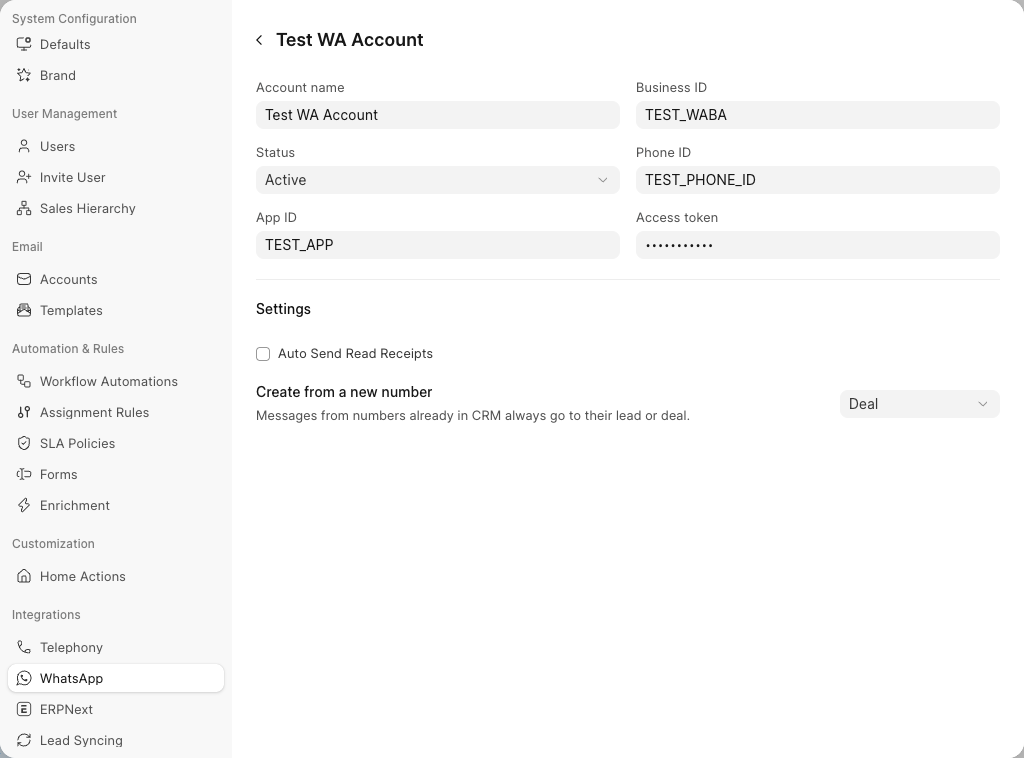 System Configuration
Defaults
Brand
User Management
Users
Invite User
Sales Hierarchy
Email
Accounts
Templates
Automation & Rules
Workflow Automations
Assignment Rules
SLA Policies
Forms
Enrichment
Customization
Home Actions
Integrations
Telephony
WhatsApp
ERPNext
Lead Syncing
Test WA Account
Account name
Business ID
Test WA Account
TEST_WABA
Status
Phone ID
Active
TEST_PHONE_ID
App ID
Access token
TEST_APP
•••••••••••
Settings
Auto Send Read Receipts
Create from a new number
Messages from numbers already in CRM always go to their lead or deal.
Deal